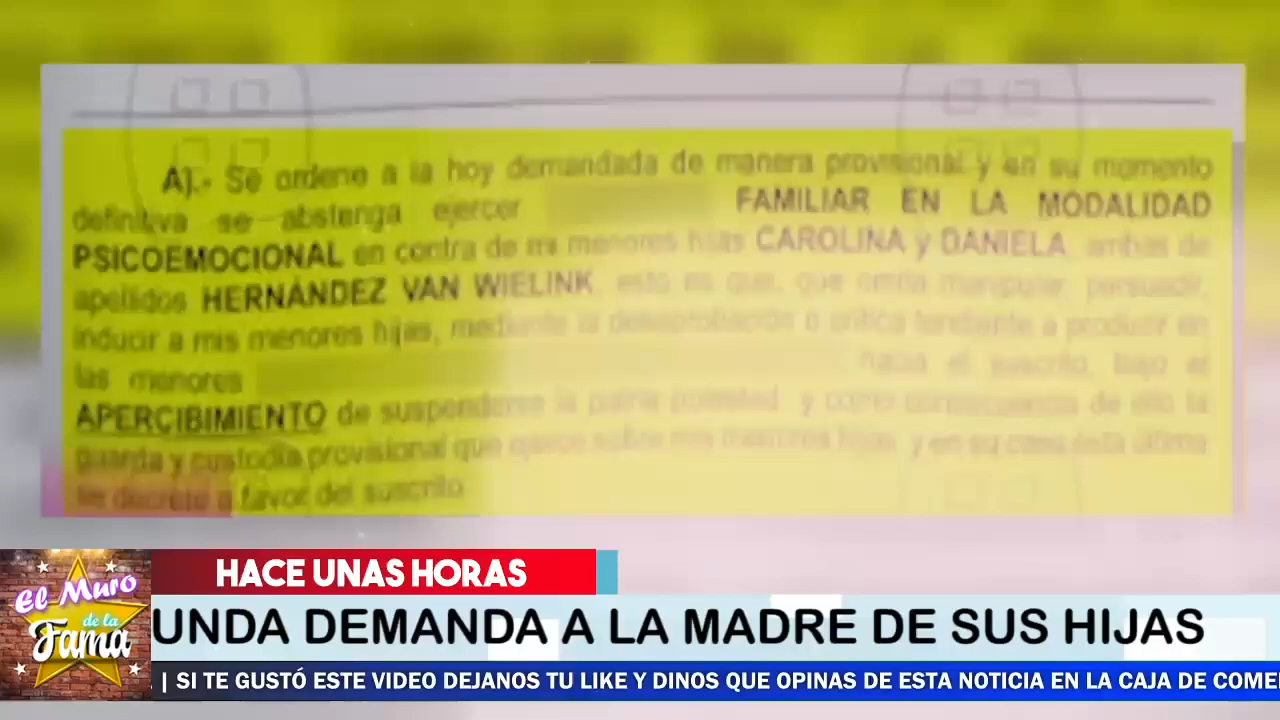 A).- Se ordene a la hoy demandada de manera provisional y en su momento
definitiva se abstenga ejercer FAMILIAR EN LA MODALIDAD
PSICOEMOCIONAL en contra de mi menores hijas CAROLINA y DANIELA, ambas de
apellidos HERNÁNDEZ VAN WIELINK, esto es que, que omita manipular, persuadir,
inducir a mis menores hijas, mediante la desaprobación o crítica tendiante a producir en
las menores hacia el suscrito, bajo el
APERCIBIMIENTO de suspenderse la patria potestad y como consecuencia de ello la
guarda y custodia provisional que ejerce sobre mis menores hijas y en su caso ésta última
se decrete a favor del suscrito
HACE UNAS HORAS
UNDA DEMANDA A LA MADRE DE SUS HIJAS
El Muro
de la
Fama
| SI TE GUSTÓ ESTE VIDEO DEJANOS TU LIKE Y DINOS QUE OPINAS DE ESTA NOTICIA EN LA CAJA DE COME